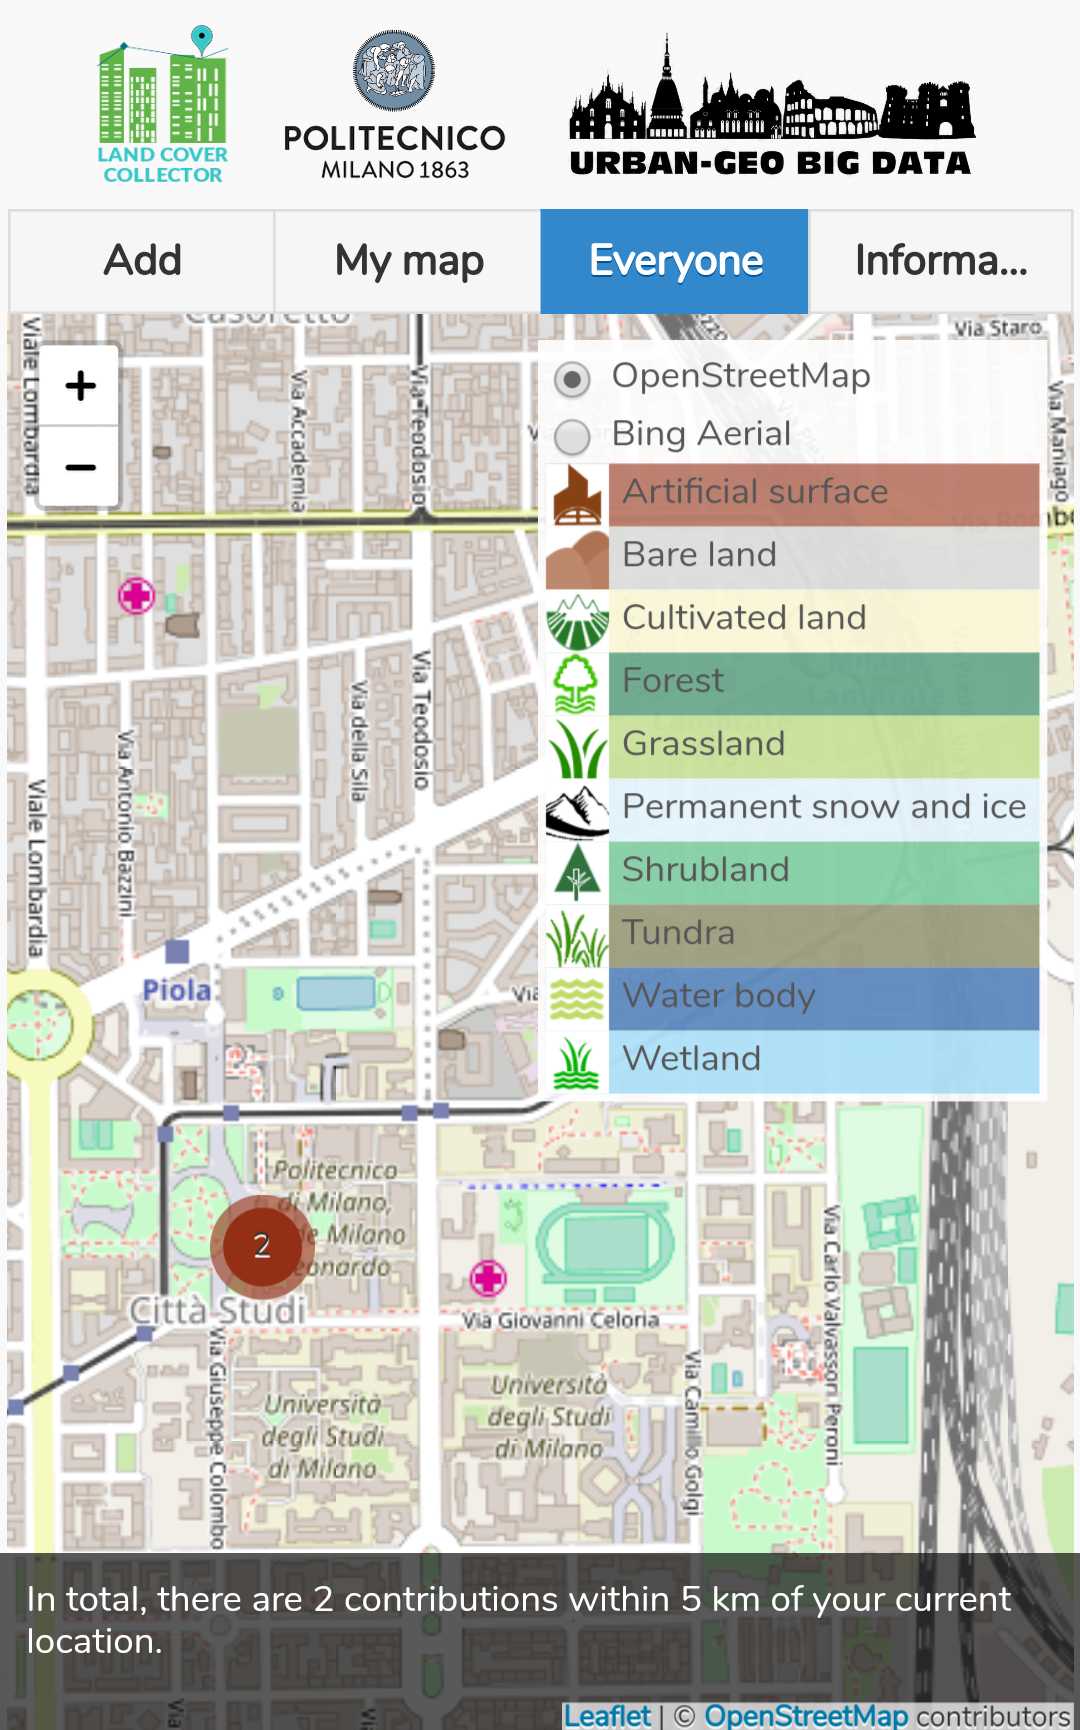 LAND COVER
COLLECTOR
POLITECNICO
MILANO 1863
URBAN-GEO BIG DATA
Add
My map
Everyone
Informa...
Casoretto
Via Staro
Viale Lombardia
Via Accademia
Via Teodosio
Via Maniago
+
−
OpenStreetMap
Bing Aerial
Artificial surface
Bare land
Cultivated land
Forest
Grassland
Permanent snow and ice
Shrubland
Tundra
Water body
Wetland
Via Antonio Bazzini
Via della Sila
Via Teodosio
Viale Lombardia
Piola
Politecnico
di Milano,
Milano
Leonardo
2
Città Studi
Via Giovanni Celoria
Via Giuseppe Colombo
Università
degli Studi
di Milano
Università
degli Studi
di Milano
Via Camillo Golgi
Via Carlo Valvassori Peroni
In total, there are 2 contributions within 5 km of your current
location.
Leaflet | © OpenStreetMap contributors